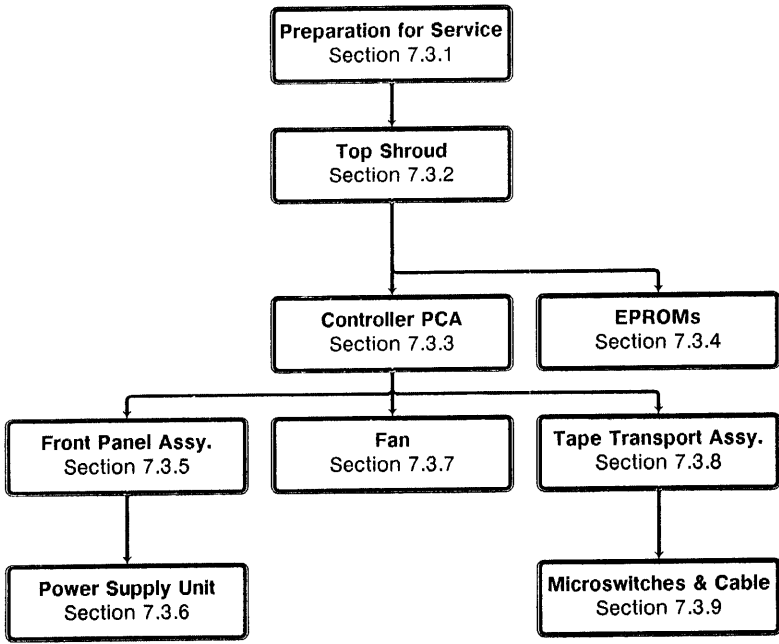 Preparation for Service
Section 7.3.1
Top Shroud
Section 7.3.2
Controller PCA
Section 7.3.3
EPROMs
Section 7.3.4
Front Panel Assy.
Section 7.3.5
Fan
Section 7.3.7
Tape Transport Assy.
Section 7.3.8
Power Supply Unit
Section 7.3.6
Microswitches & Cable
Section 7.3.9